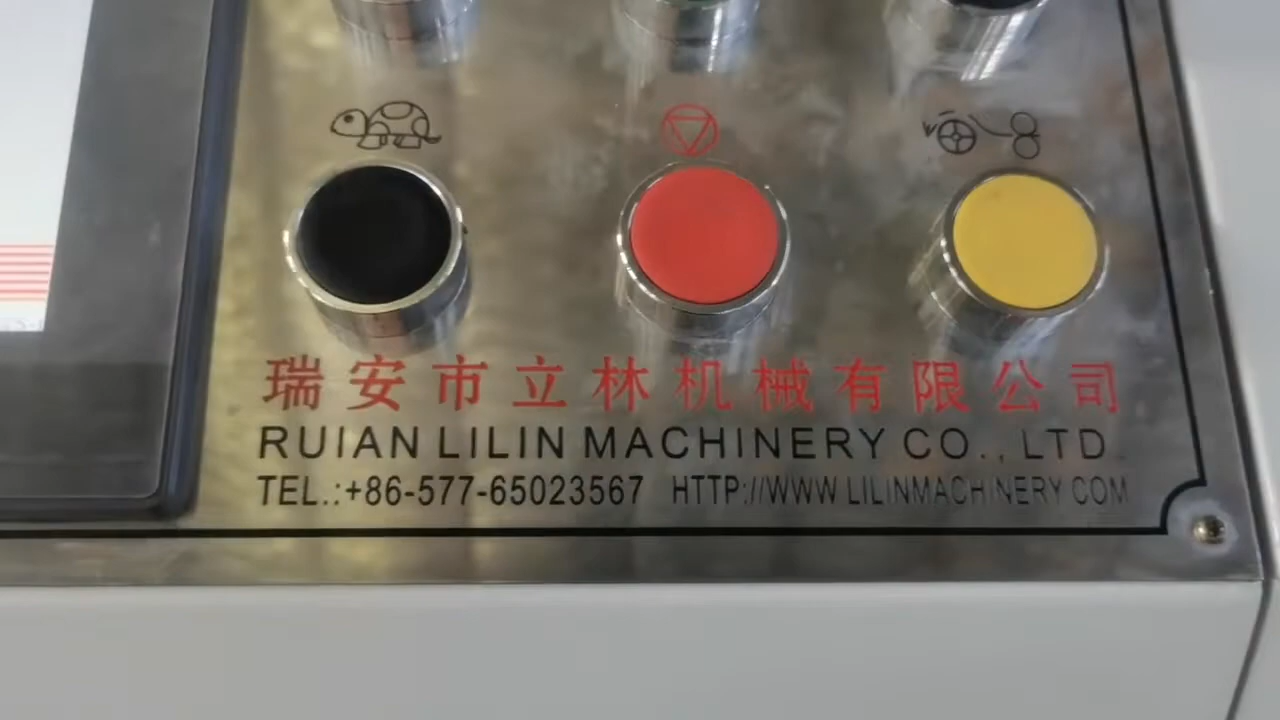 瑞安市立林机械有限公司
RUIAN LILIN MACHINERY CO., LTD.
TEL.:+86-577-65023567 HTTP://WWW.LILINMACHINERY.COM